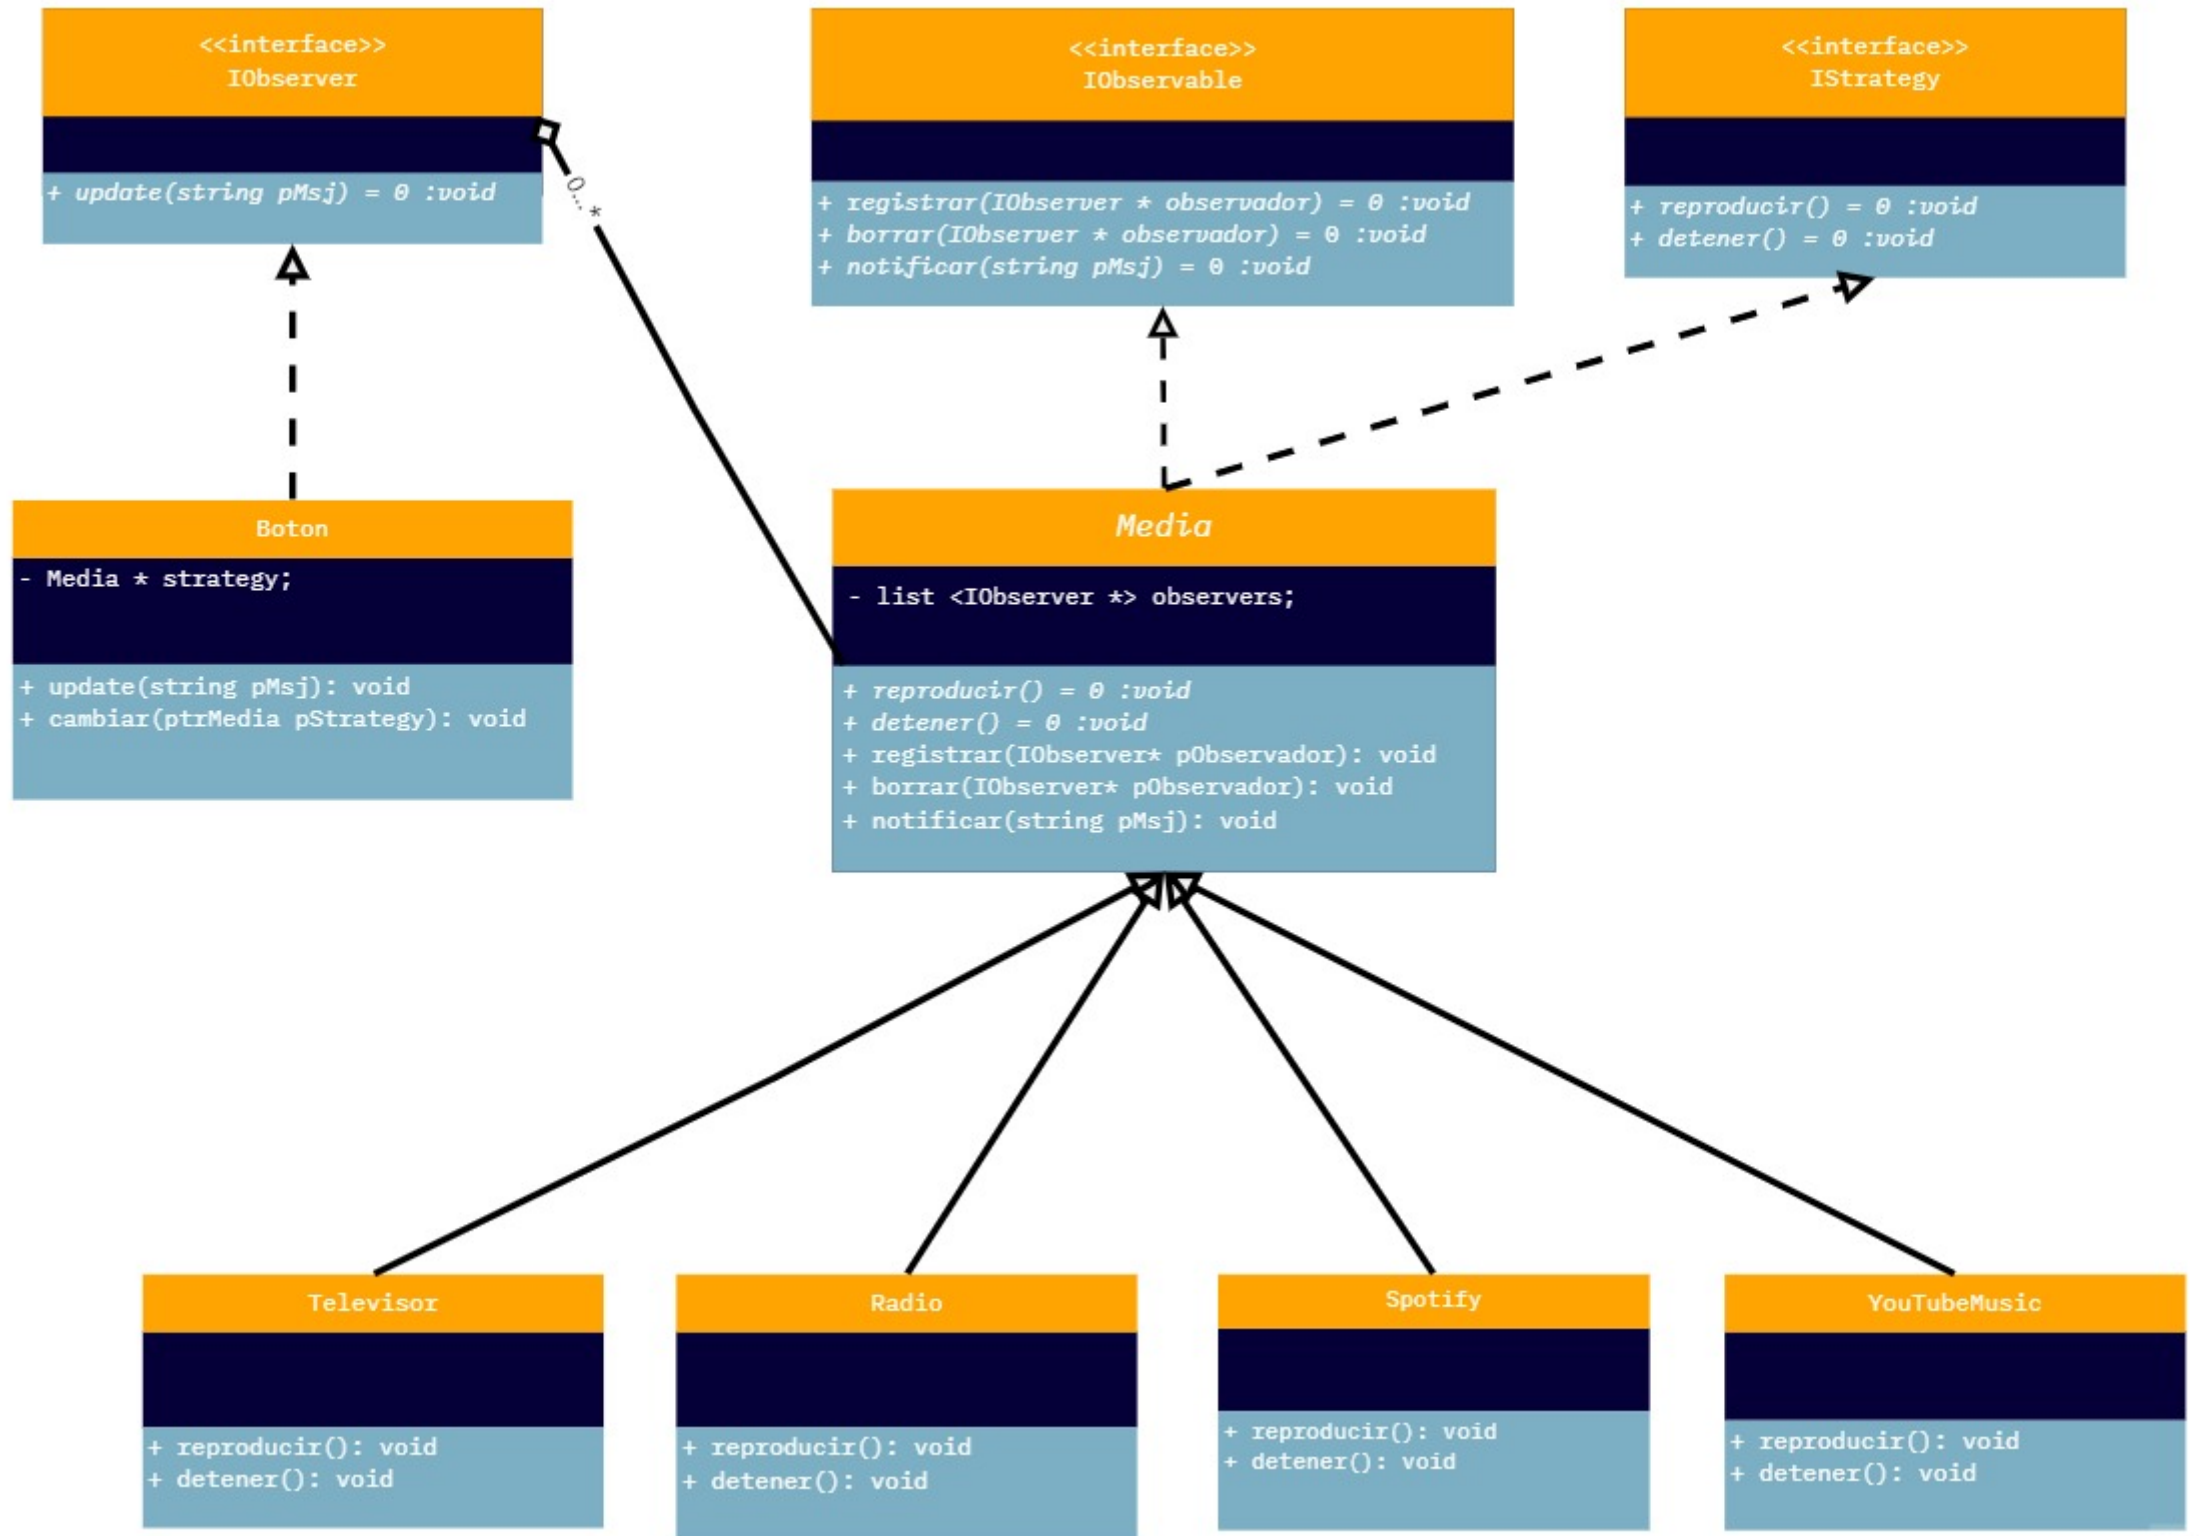 <<interface>>
IObserver
+ update(string pMsj) = 0 :void
<<interface>>
IObservable
+ registrar(IObserver * observador) = 0 :void
+ borrar(IObserver * observador) = 0 :void
+ notificar(string pMsj) = 0 :void
<<interface>>
IStrategy
+ reproducir() = 0 :void
+ detener() = 0 :void
0... *
Boton
- Media * strategy;
+ update(string pMsj): void
+ cambiar(ptrMedia pStrategy): void
Media
- list <IObserver *> observers;
+ reproducir() = 0 :void
+ detener() = 0 :void
+ registrar(IObserver* pObservador): void
+ borrar(IObserver* pObservador): void
+ notificar(string pMsj): void
Televisor
+ reproducir(): void
+ detener(): void
Radio
+ reproducir(): void
+ detener(): void
Spotify
+ reproducir(): void
+ detener(): void
YouTubeMusic
+ reproducir(): void
+ detener(): void